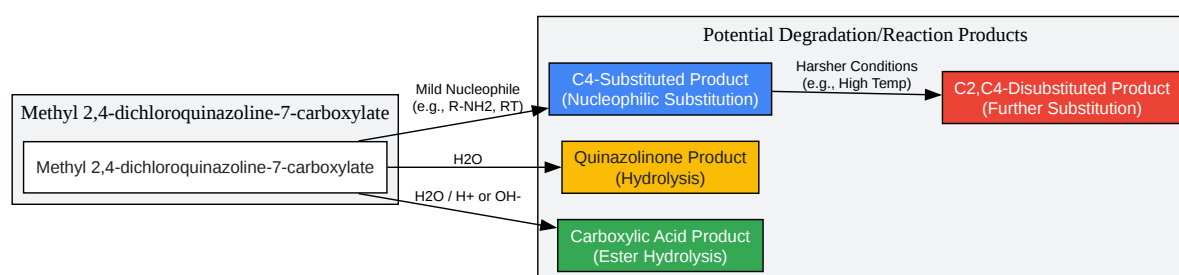 Potential Degradation/Reaction Products
Methyl 2,4-dichloroquinazoline-7-carboxylate
Methyl 2,4-dichloroquinazoline-7-carboxylate
Mild Nucleophile
(e.g., R-NH2, RT)
C4-Substituted Product
(Nucleophilic Substitution)
Harsher Conditions
(e.g., High Temp)
C2,C4-Disubstituted Product
(Further Substitution)
H2O
Quinazolinone Product
(Hydrolysis)
H2O / H+ or OH-
Carboxylic Acid Product
(Ester Hydrolysis)